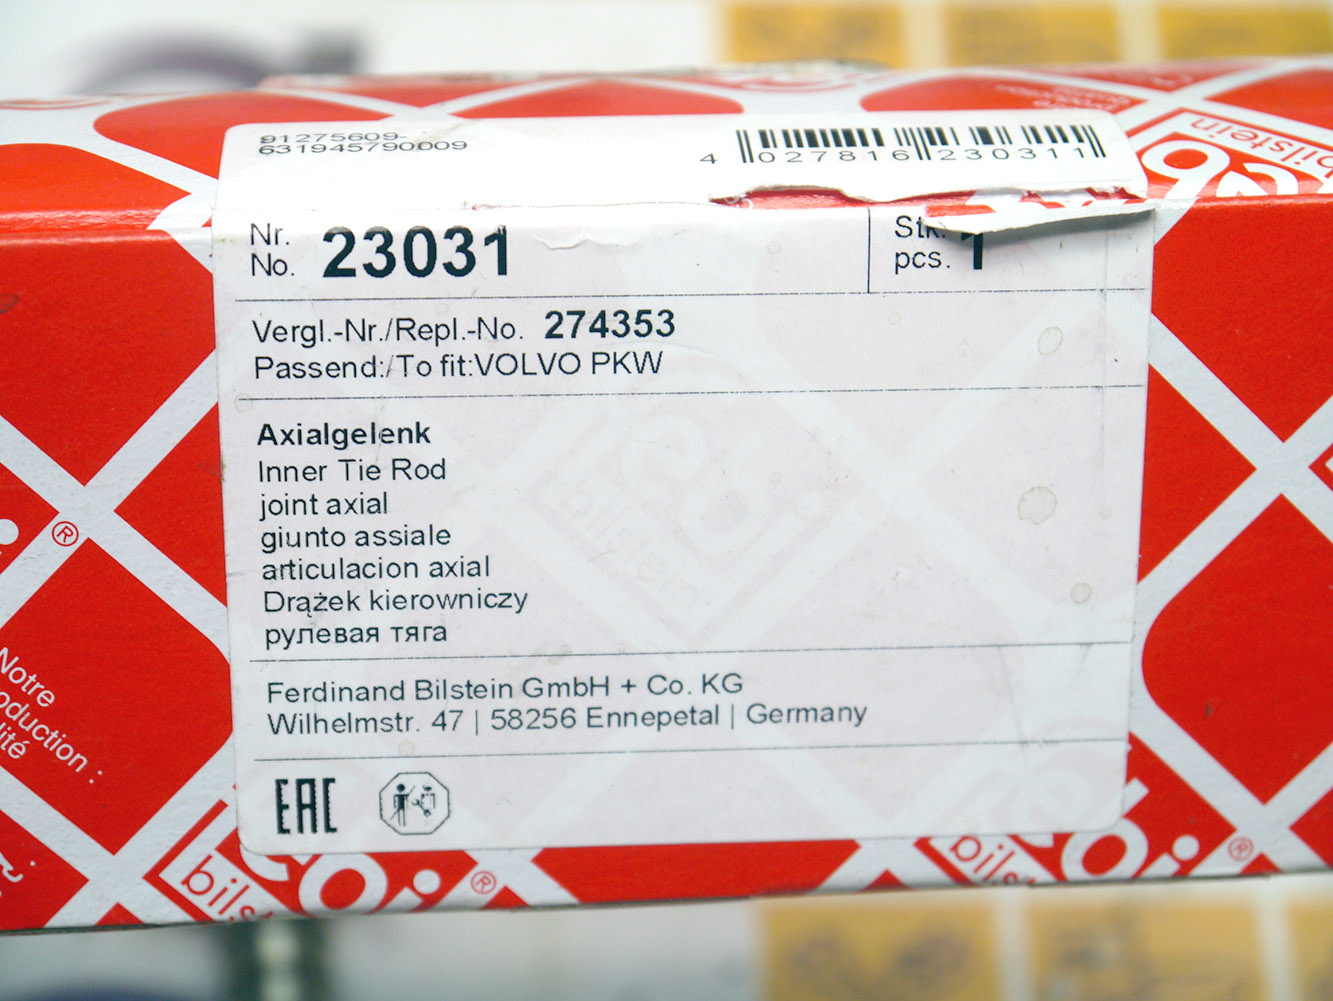 91275609-
631945790009
4 027816 230311
Nr.
No. 23031
Stk.
pcs. 1
Vergl.-Nr./Repl.-No. 274353
Passend:/To fit:VOLVO PKW
Axialgelenk
Inner Tie Rod
joint axial
giunto assiale
articulacion axial
Drążek kierowniczy
рулевая тяга
Ferdinand Bilstein GmbH + Co. KG
Wilhelmstr. 47 | 58256 Ennepetal | Germany
EAC
bilstein
®
Notre
oduction :
lité
®
®